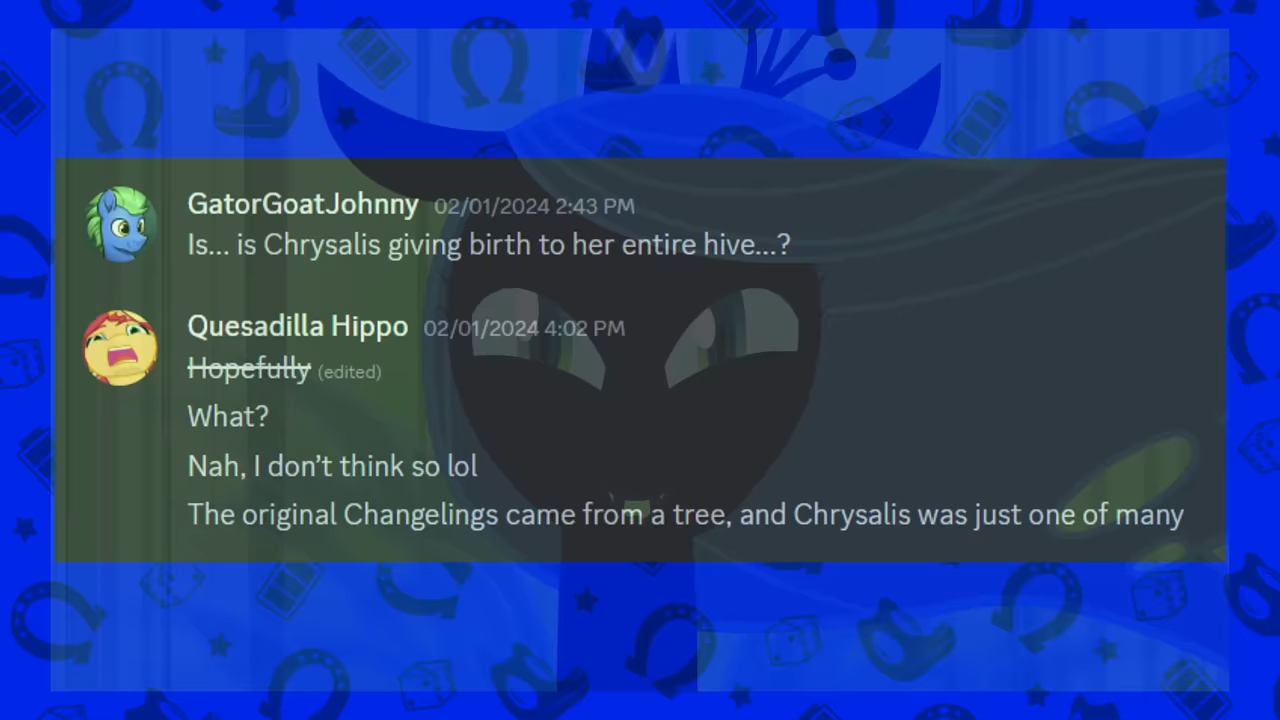 GatorGoatJohnny 02/01/2024 2:43 PM
Is... is Chrysalis giving birth to her entire hive...?
Quesadilla Hippo 02/01/2024 4:02 PM
Hopefully (edited)
What?
Nah, I don’t think so lol
The original Changelings came from a tree, and Chrysalis was just one of many